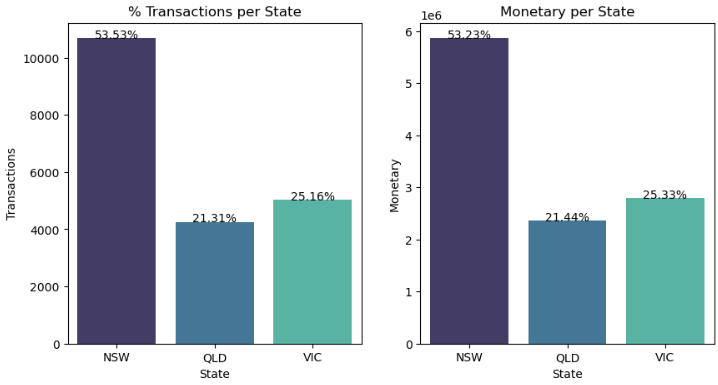 % Transactions per State
53.53%
21.31%
25.16%
10000
8000
6000
4000
2000
0
Transactions
NSW
QLD
VIC
State
Monetary per State
1e6
53.23%
21.44%
25.33%
6
5
4
3
2
1
0
Monetary
NSW
QLD
VIC
State